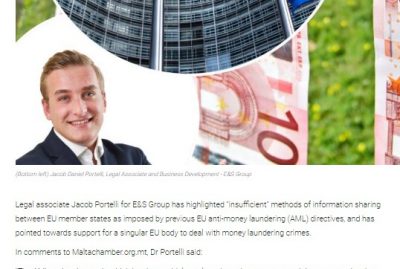 10
(Bottom left) Jacob Daniel Portelli, Legal Associate and Business Development - E&S Group
Legal associate Jacob Portelli for E&S Group has highlighted "insufficient" methods of information sharing
between EU member states as imposed by previous EU anti-money laundering (AML) directives, and has
pointed towards support for a singular EU body to deal with money laundering crimes.
In comments to Maltachamber.org.mt, Dr Portelli said: